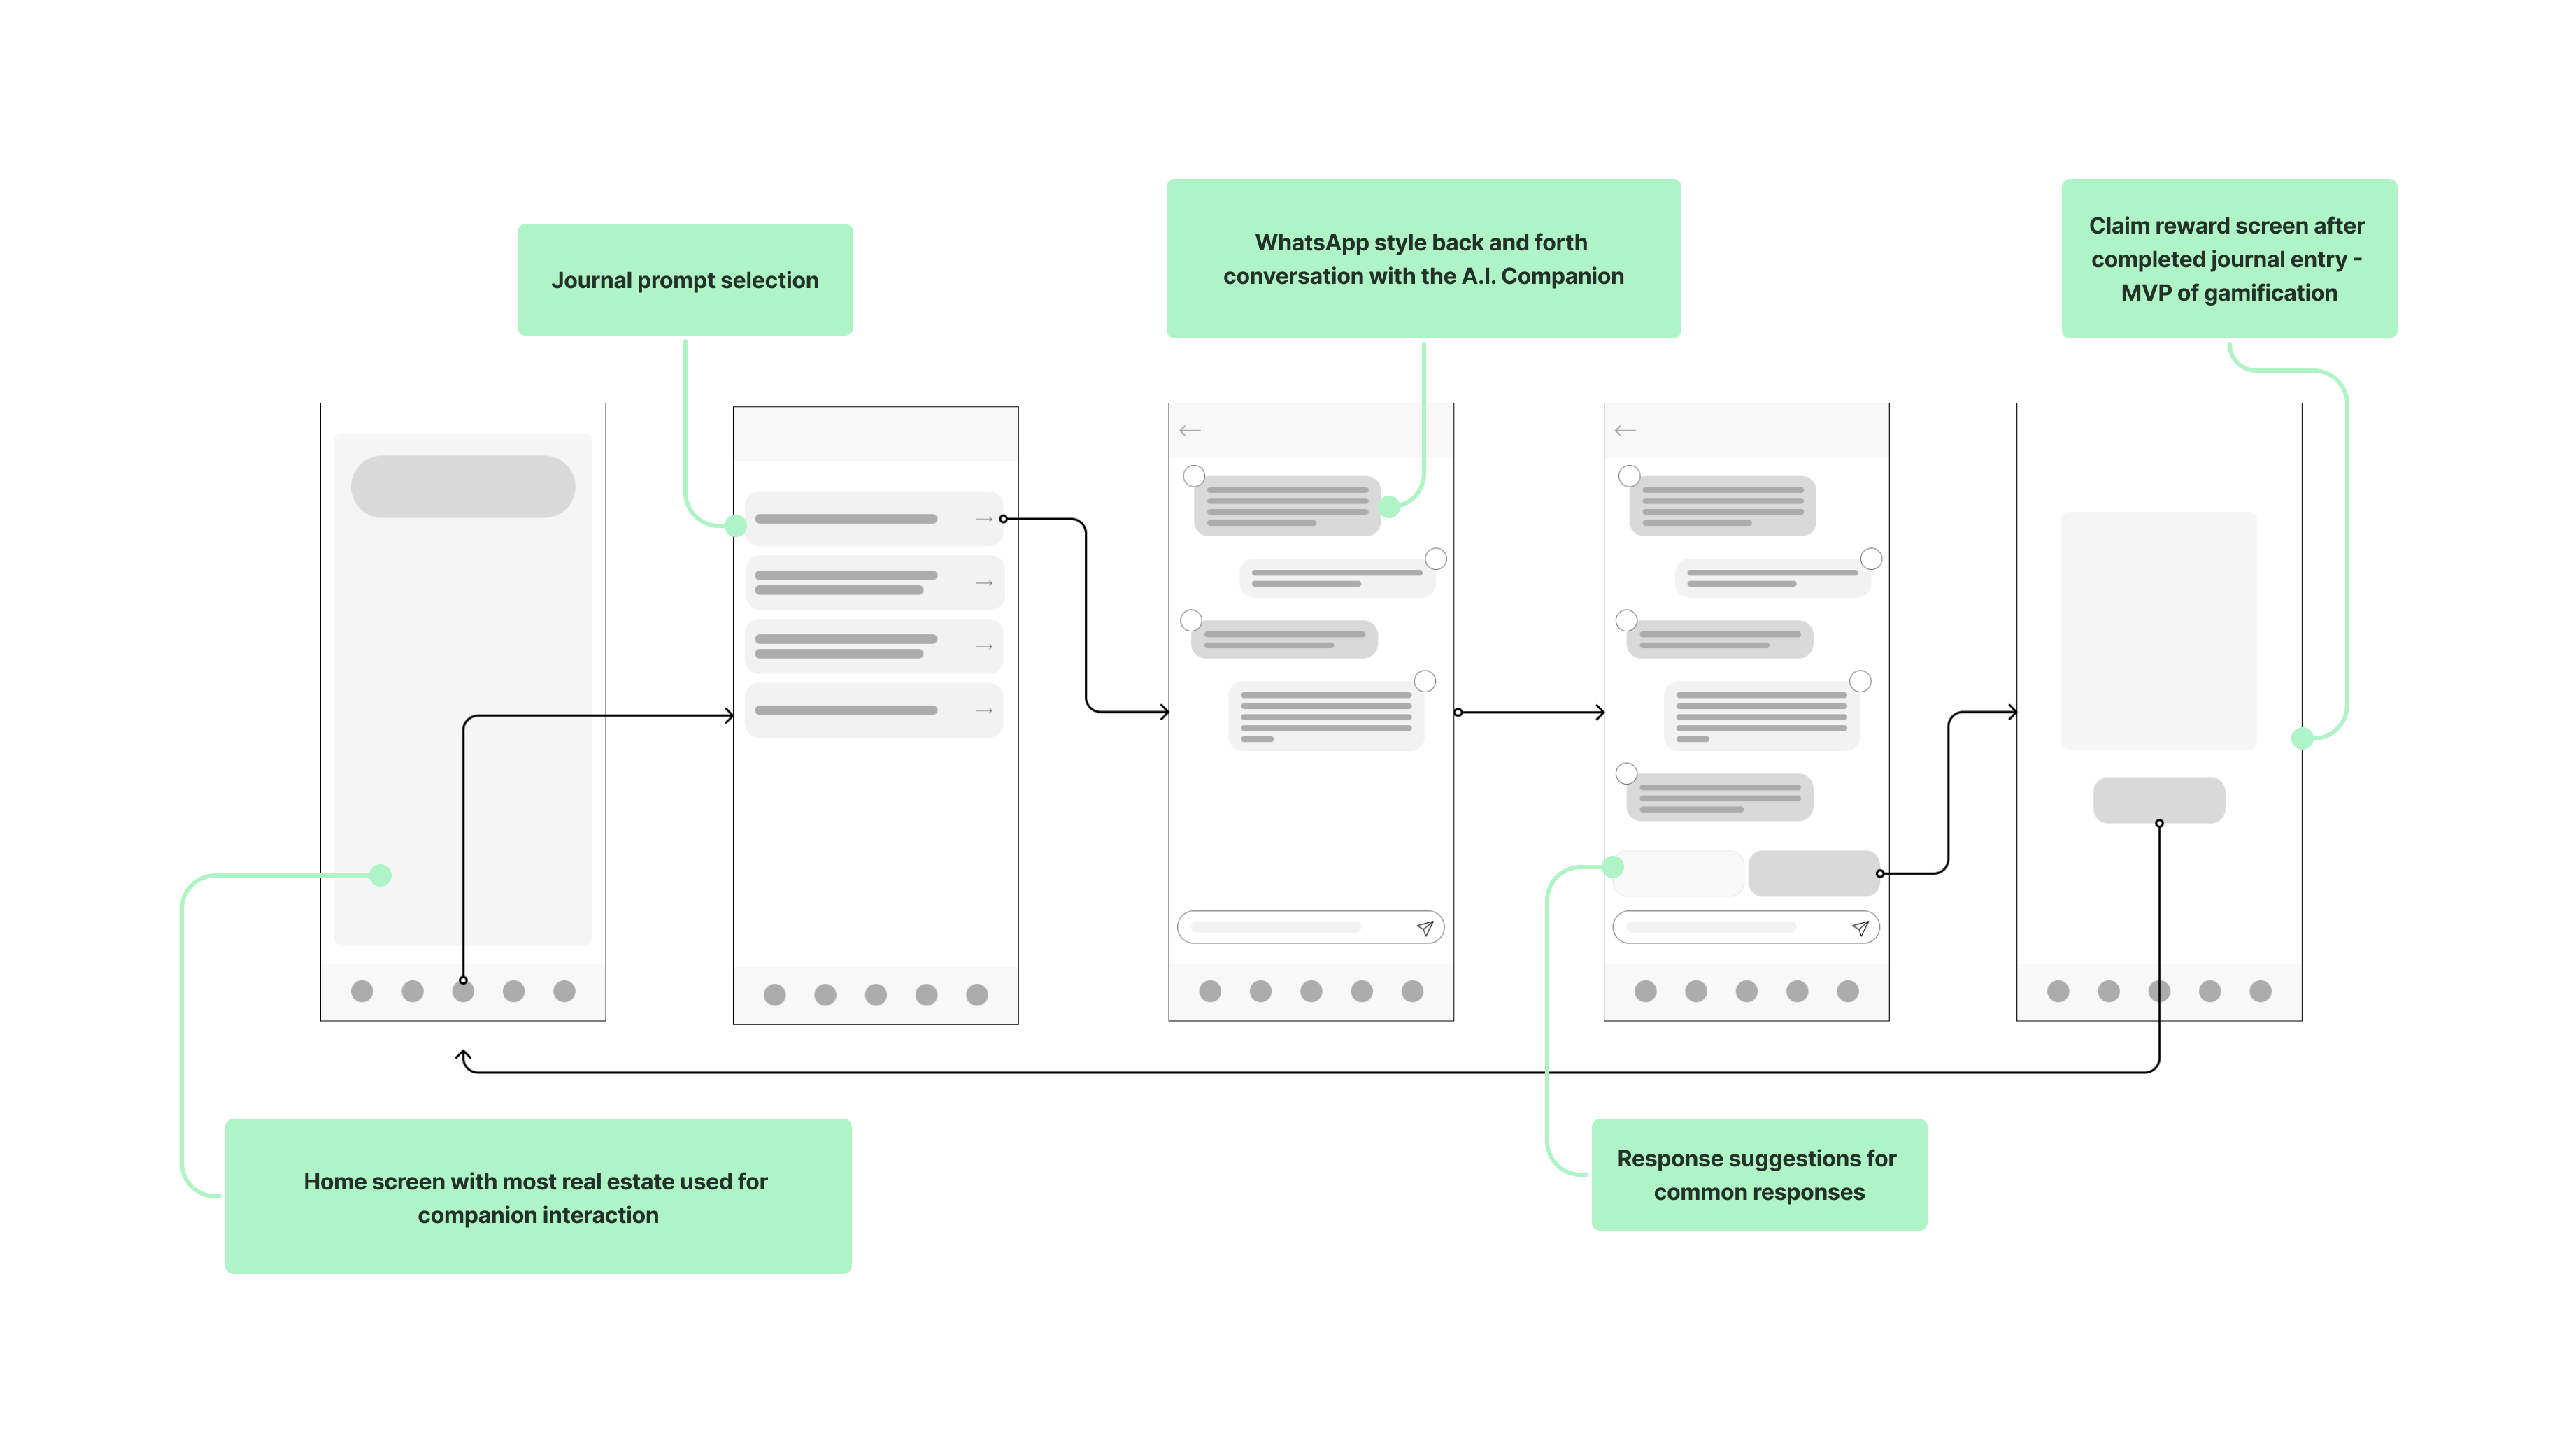 Journal prompt selection
WhatsApp style back and forth
conversation with the A.I. Companion
Claim reward screen after
completed journal entry -
MVP of gamification
Home screen with most real estate used for
companion interaction
Response suggestions for
common responses